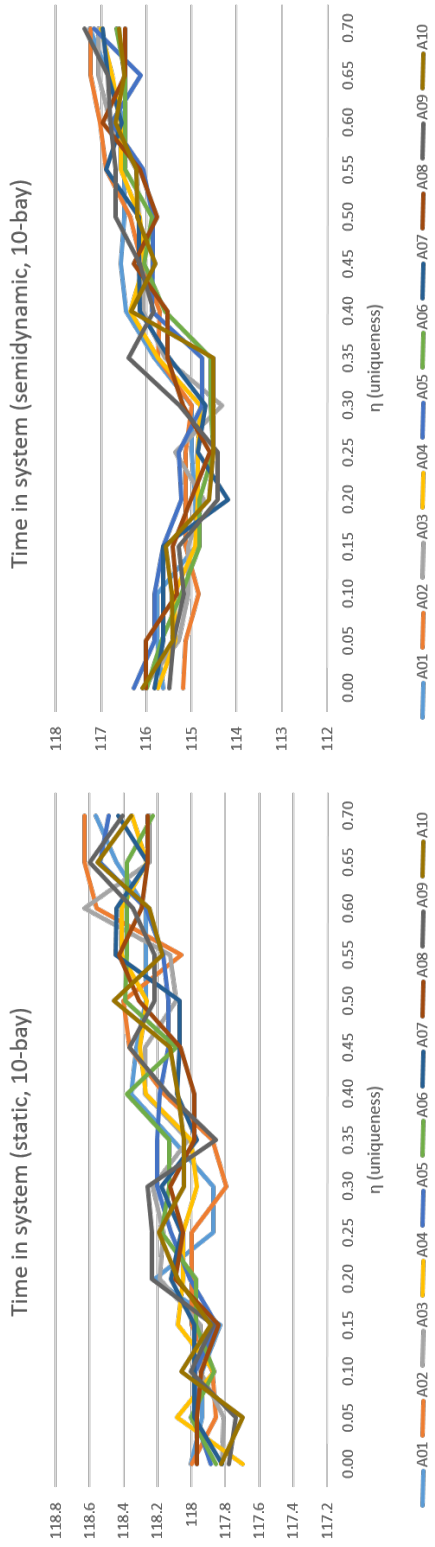 Time in system (static, 10-bay)
118.8
118.6
118.4
118.2
118
117.8
117.6
117.4
117.2
0.00 0.05 0.10 0.15 0.20 0.25 0.30 0.35 0.40 0.45 0.50 0.55 0.60 0.65 0.70
η (uniqueness)
A01 A02 A03 A04 A05 A06 A07 A08 A09 A10
Time in system (semidynamic, 10-bay)
118
117
116
115
114
113
112
0.00 0.05 0.10 0.15 0.20 0.25 0.30 0.35 0.40 0.45 0.50 0.55 0.60 0.65 0.70
η (uniqueness)
A01 A02 A03 A04 A05 A06 A07 A08 A09 A10